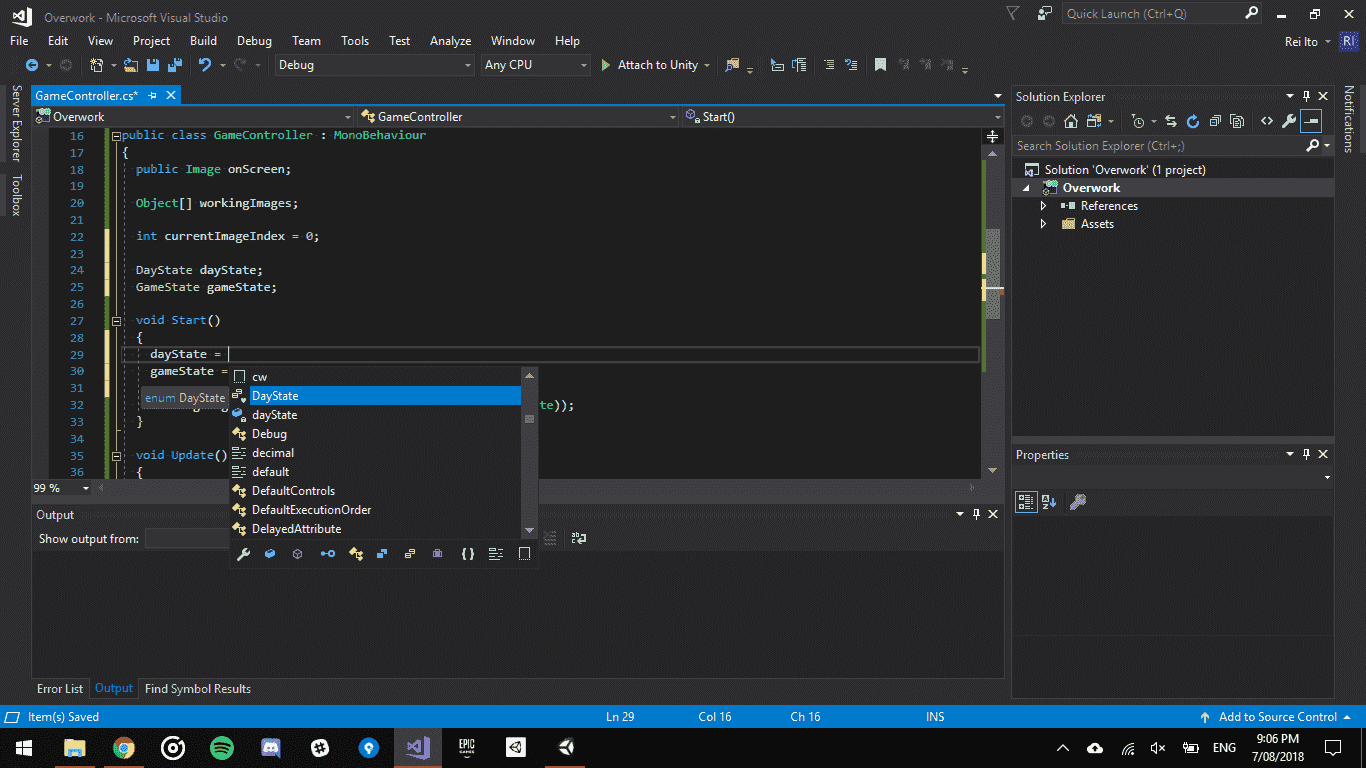 Overwork - Microsoft Visual Studio
Quick Launch (Ctrl+Q)
File Edit View Project Build Debug Team Tools Test Analyze Window Help
Rei Ito RI
Debug Any CPU Attach to Unity
Server Explorer
Toolbox
GameController.cs*
Overwork GameController Start()
16 public class GameController : MonoBehaviour
17 {
18 public Image onScreen;
19
20 Object[] workingImages;
21
22 int currentImageIndex = 0;
23
24 DayState dayState;
25 GameState gameState;
26
27 void Start()
28 {
29 dayState =
30 gameState =
31
32 te));
33 }
34
35 void Update()
36 {
enum DayState
cw
DayState
dayState
Debug
decimal
default
DefaultControls
DefaultExecutionOrder
DelayedAttribute
99 %
Output
Show output from:
Error List Output Find Symbol Results
Solution Explorer
Search Solution Explorer (Ctrl+;)
Solution 'Overwork' (1 project)
Overwork
References
Assets
Properties
Notifications
Item(s) Saved Ln 29 Col 16 Ch 16 INS Add to Source Control
EPIC
GAMES
ENG
9:06 PM
7/08/2018